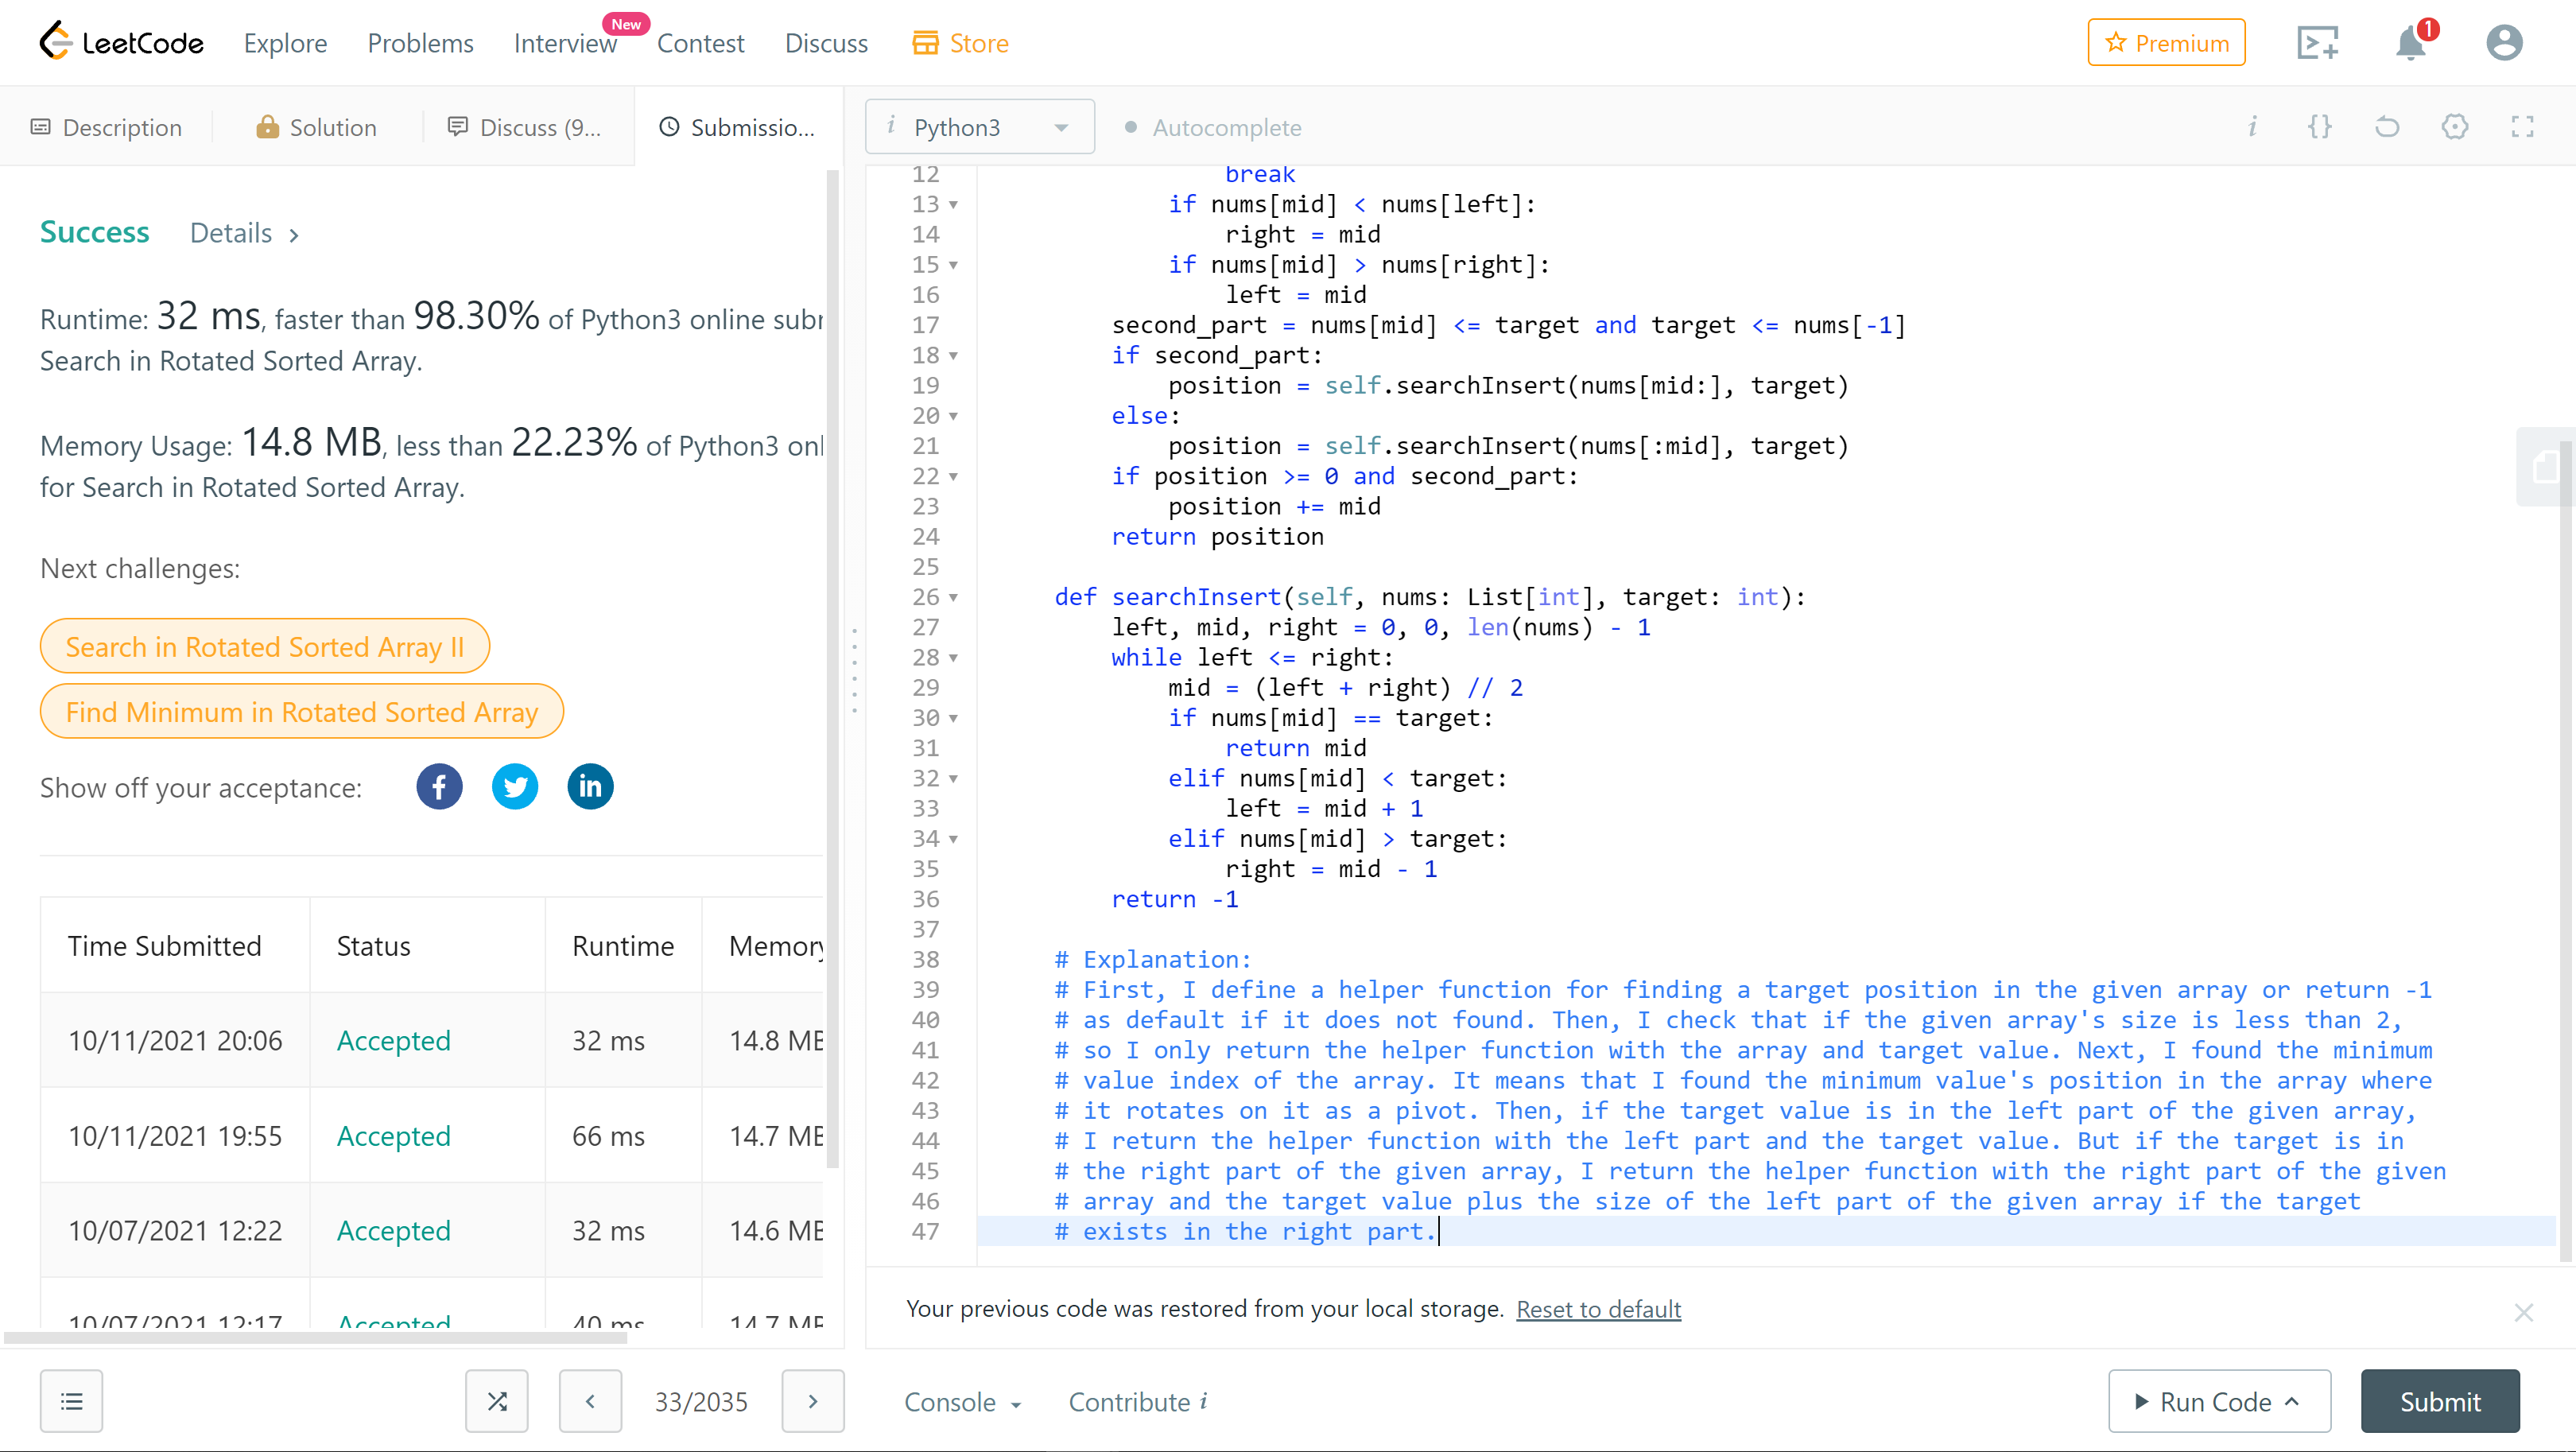 LeetCode Explore Problems Interview New Contest Discuss Store Premium 1
Description Solution Discuss (9... Submissio...
Python3 Autocomplete
Success Details
Runtime: 32 ms, faster than 98.30% of Python3 online
Search in Rotated Sorted Array.
Memory Usage: 14.8 MB, less than 22.23% of Python3
for Search in Rotated Sorted Array.
Next challenges:
Search in Rotated Sorted Array II
Find Minimum in Rotated Sorted Array
Show off your acceptance:
Time Submitted Status Runtime Memory
10/11/2021 20:06 Accepted 32 ms 14.8 MB
10/11/2021 19:55 Accepted 66 ms 14.7 MB
10/07/2021 12:22 Accepted 32 ms 14.6 MB
10/07/2021 12:17 Accepted 40 ms 14.7 MB
33/2035
12 break
13 if nums[mid] < nums[left]:
14 right = mid
15 if nums[mid] > nums[right]:
16 left = mid
17 second_part = nums[mid] <= target and target <= nums[-1]
18 if second_part:
19 position = self.searchInsert(nums[mid:], target)
20 else:
21 position = self.searchInsert(nums[:mid], target)
22 if position >= 0 and second_part:
23 position += mid
24 return position
25
26 def searchInsert(self, nums: List[int], target: int):
27 left, mid, right = 0, 0, len(nums) - 1
28 while left <= right:
29 mid = (left + right) // 2
30 if nums[mid] == target:
31 return mid
32 elif nums[mid] < target:
33 left = mid + 1
34 elif nums[mid] > target:
35 right = mid - 1
36 return -1
37
38 # Explanation:
39 # First, I define a helper function for finding a target position in the given array or return -1
40 # as default if it does not found. Then, I check that if the given array's size is less than 2,
41 # so I only return the helper function with the array and target value. Next, I found the minimum
42 # value index of the array. It means that I found the minimum value's position in the array where
43 # it rotates on it as a pivot. Then, if the target value is in the left part of the given array,
44 # I return the helper function with the left part and the target value. But if the target is in
45 # the right part of the given array, I return the helper function with the right part of the given
46 # array and the target value plus the size of the left part of the given array if the target
47 # exists in the right part.
Your previous code was restored from your local storage. Reset to default
Console Contribute i Run Code Submit